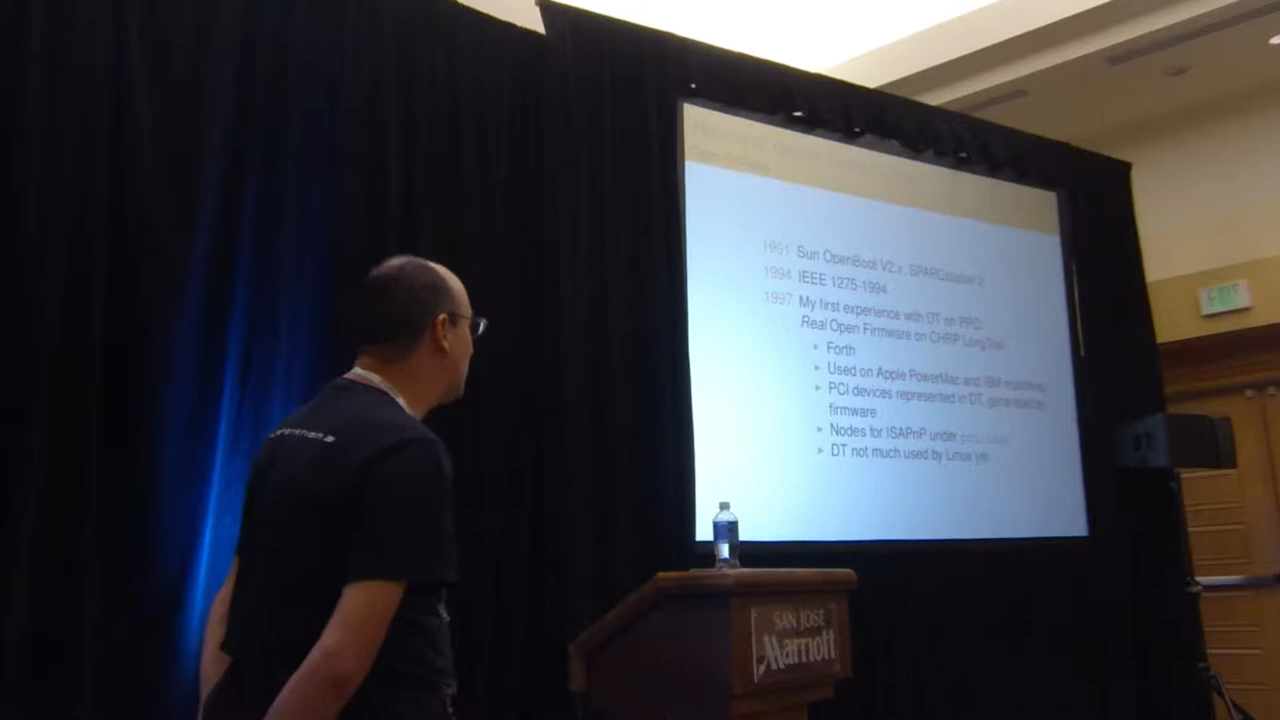 1991 Sun OpenBoot V2.x, SPARCstation 2
1994 IEEE 1275-1994
1997 My first experience with DT on PPC:
Real Open Firmware on CHRP LongTrail
▸ Forth
▸ Used on Apple PowerMac and IBM machines
▸ PCI devices represented in DT, generated by
firmware
▸ Nodes for ISAPnP under
▸ DT not much used by Linux yet
EXIT
SAN JOSE
Marriott